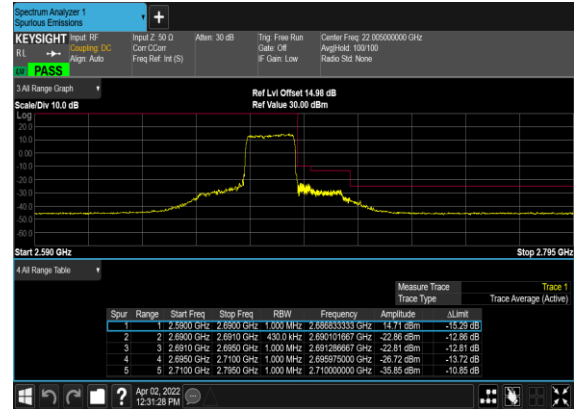 Spectrum Analyzer 1
Spurious Emissions
+
KEYSIGHT Input: RF Input Z: 50 Ω Atten: 30 dB Trig: Free Run Center Freq: 22.005000000 GHz
RL Coupling: DC Corr CCorr Gate: Off Avg|Hold: 100/100
Align: Auto Freq Ref: Int (S) IF Gain: Low Radio Std: None
PASS
3 All Range Graph
Ref Lvl Offset 14.98 dB
Scale/Div 10.0 dB Ref Value 30.00 dBm
Log
20.0
10.0
0.00
-10.0
-20.0
-30.0
-40.0
-50.0
-60.0
Start 2.590 GHz Stop 2.795 GHz
4 All Range Table
Measure Trace Trace 1
Trace Type Trace Average (Active)
Spur Range Start Freq Stop Freq RBW Frequency Amplitude ΔLimit
1 1 2.5900 GHz 2.6900 GHz 1.000 MHz 2.686833333 GHz 14.71 dBm -15.29 dB
2 2 2.6900 GHz 2.6910 GHz 430.0 kHz 2.690101667 GHz -22.86 dBm -12.86 dB
3 3 2.6910 GHz 2.6950 GHz 1.000 MHz 2.691286667 GHz -22.81 dBm -12.81 dB
4 4 2.6950 GHz 2.7100 GHz 1.000 MHz 2.695975000 GHz -26.72 dBm -13.72 dB
5 5 2.7100 GHz 2.7950 GHz 1.000 MHz 2.710000000 GHz -35.85 dBm -10.85 dB
? Apr 02, 2022
12:31:28 PM